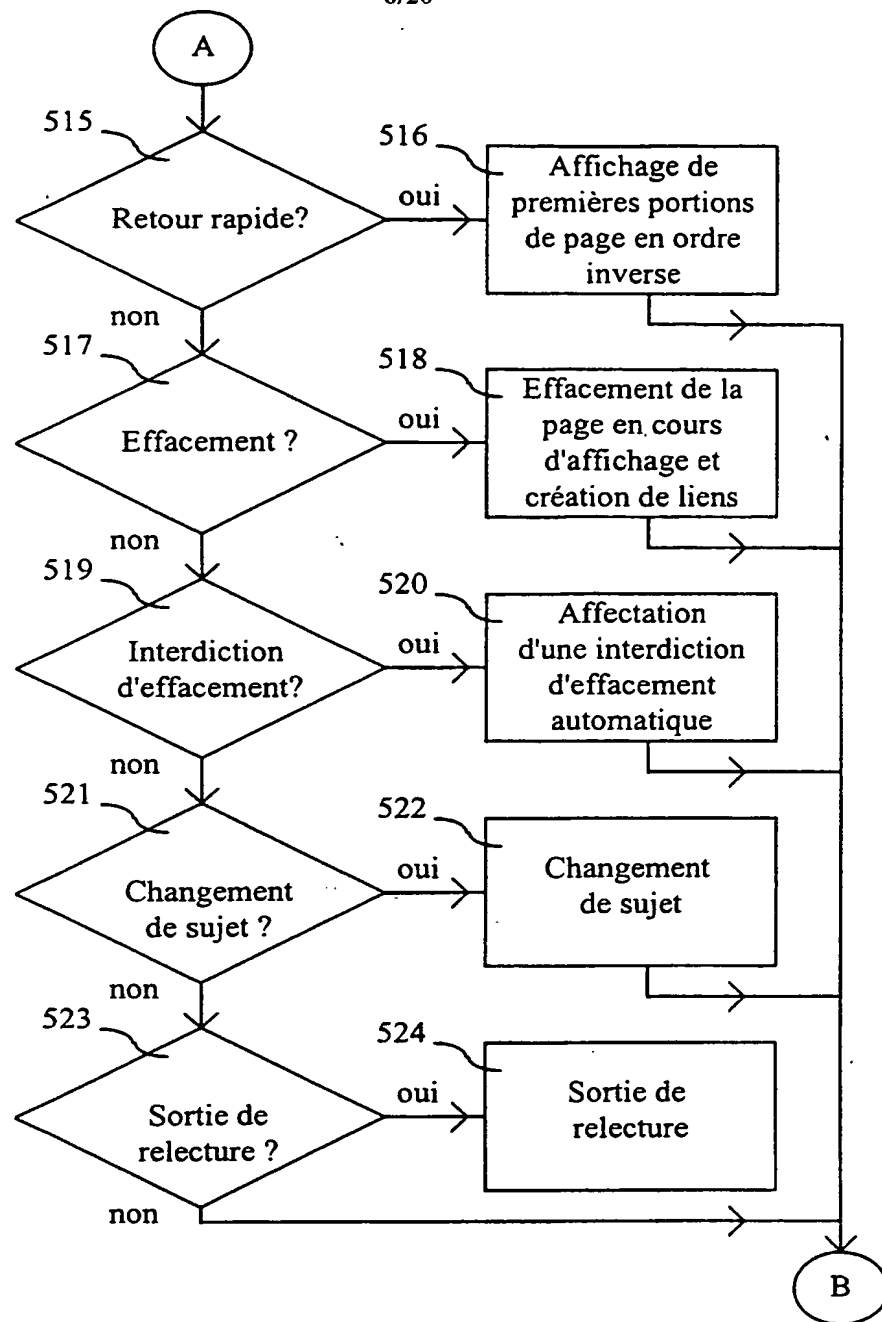 A
515
516
Retour rapide?
oui
Affichage de
premières portions
de page en ordre
inverse
non
517
518
Effacement ?
oui
Effacement de la
page en cours
d'affichage et
création de liens
non
519
520
Interdiction
d'effacement?
oui
Affectation
d'une interdiction
d'effacement
automatique
non
521
522
Changement
de sujet ?
oui
Changement
de sujet
non
523
524
Sortie de
relecture ?
oui
Sortie de
relecture
non
B